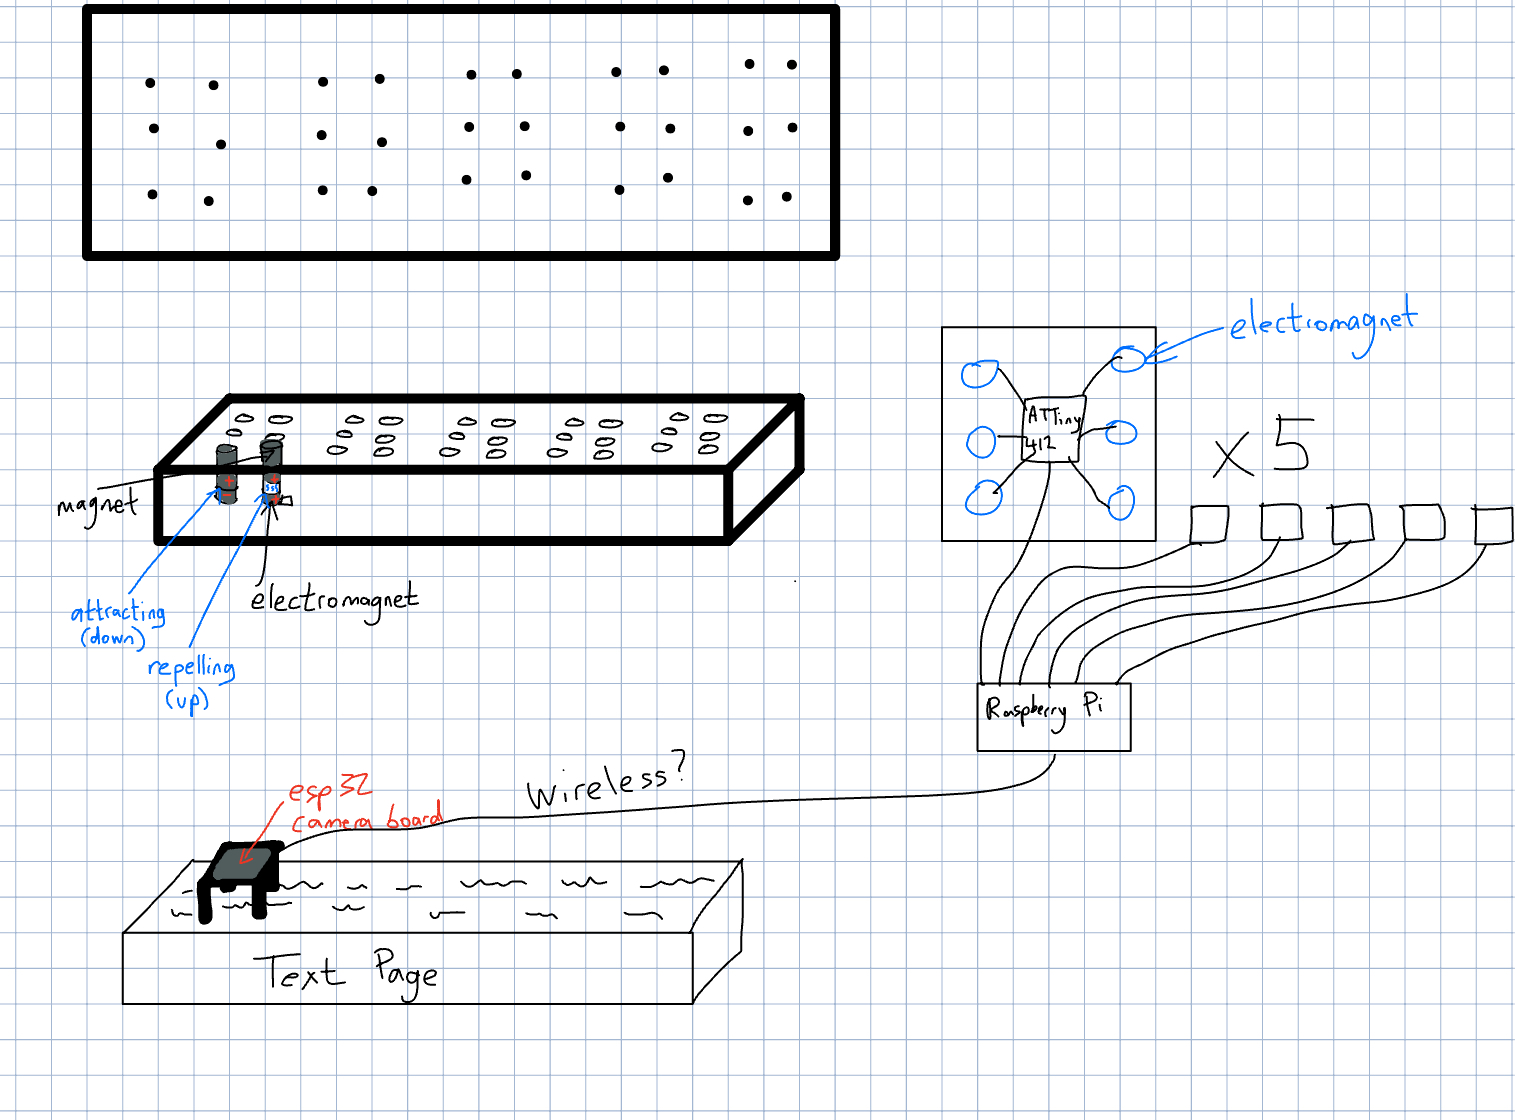 electromagnet
ATTiny
412
x 5
magnet
+
-
+
+
electromagnet
attracting
(down)
repelling
(up)
Raspberry Pi
Wireless?
esp32
camera board
Text Page